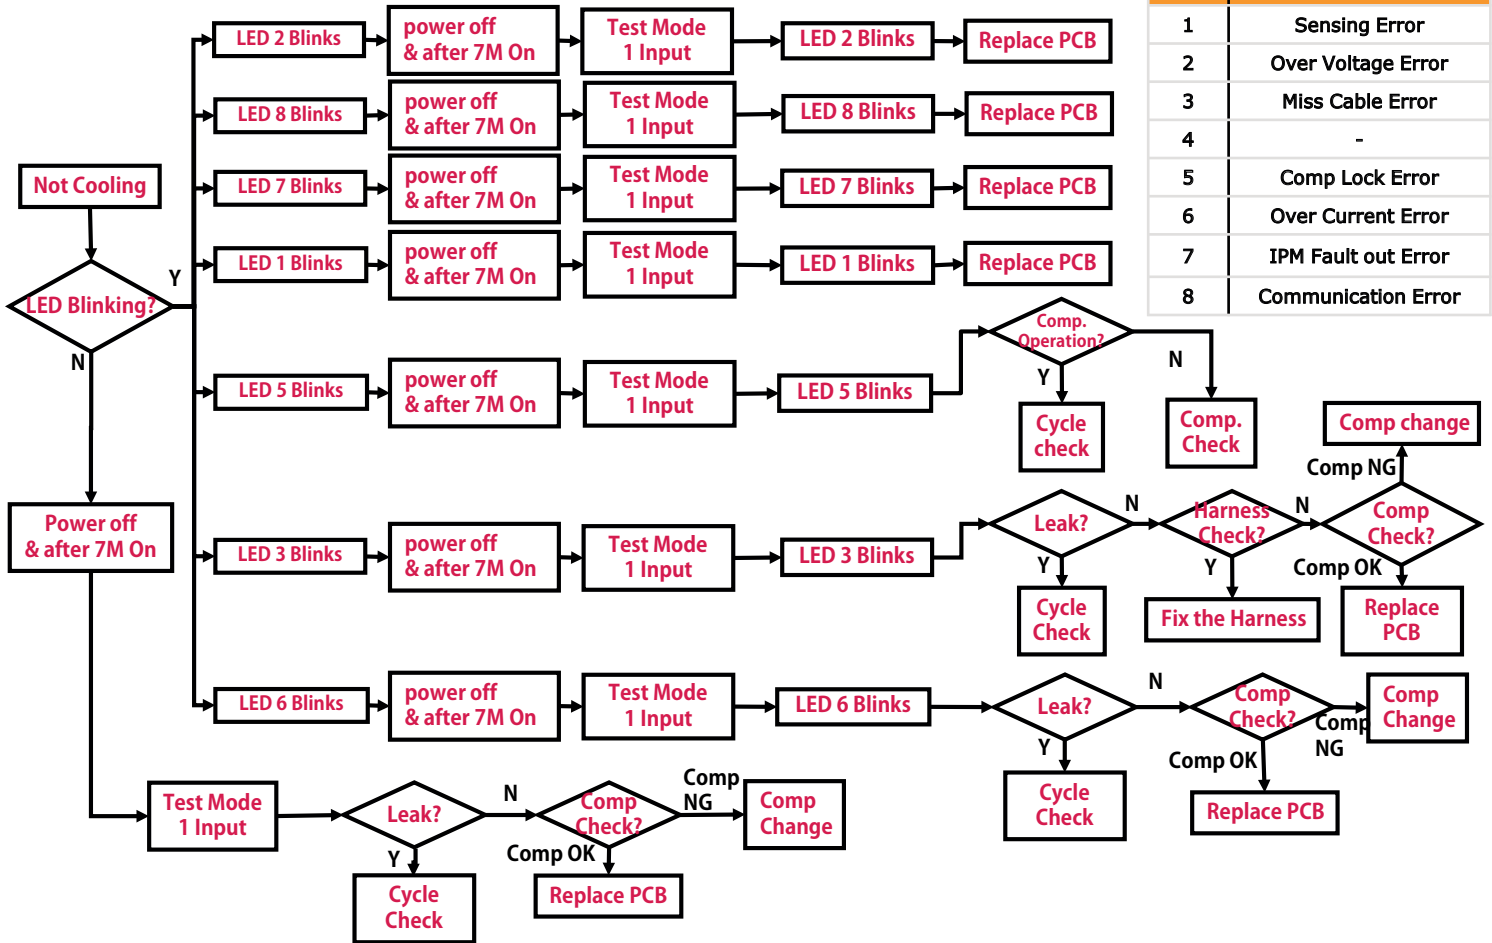 LED 2 Blinks
power off
& after 7M On
Test Mode
1 Input
LED 2 Blinks
Replace PCB
LED 8 Blinks
power off
& after 7M On
Test Mode
1 Input
LED 8 Blinks
Replace PCB
LED 7 Blinks
power off
& after 7M On
Test Mode
1 Input
LED 7 Blinks
Replace PCB
LED 1 Blinks
power off
& after 7M On
Test Mode
1 Input
LED 1 Blinks
Replace PCB
1 Sensing Error
2 Over Voltage Error
3 Miss Cable Error
4 -
5 Comp Lock Error
6 Over Current Error
7 IPM Fault out Error
8 Communication Error
Not Cooling
LED Blinking?
Y
N
LED 5 Blinks
power off
& after 7M On
Test Mode
1 Input
LED 5 Blinks
Comp.
Operation?
Y
N
Cycle
check
Comp.
Check
Power off
& after 7M On
LED 3 Blinks
power off
& after 7M On
Test Mode
1 Input
LED 3 Blinks
Leak?
N
Y
Cycle
Check
Harness
Check?
N
Y
Fix the Harness
Comp
Check?
Comp NG
Comp change
Comp OK
Replace
PCB
LED 6 Blinks
power off
& after 7M On
Test Mode
1 Input
LED 6 Blinks
Leak?
N
Y
Cycle
Check
Comp
Check?
Comp
NG
Comp
Change
Comp OK
Replace PCB
Test Mode
1 Input
Leak?
N
Y
Cycle
Check
Comp
Check?
Comp
NG
Comp
Change
Comp OK
Replace PCB